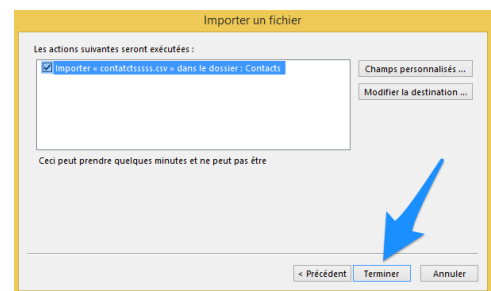 Importer un fichier
Les actions suivantes seront exécutées :
Importer « contatctsssss.csv » dans le dossier : Contacts
Champs personnalisés ...
Modifier la destination ...
Ceci peut prendre quelques minutes et ne peut pas être
< Précédent Terminer Annuler